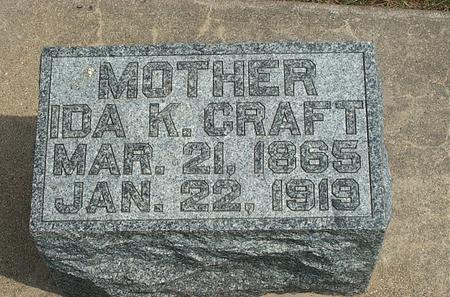 MOTHER
IDA K. CRAFT
MAR. 21, 1865
JAN. 22, 1919